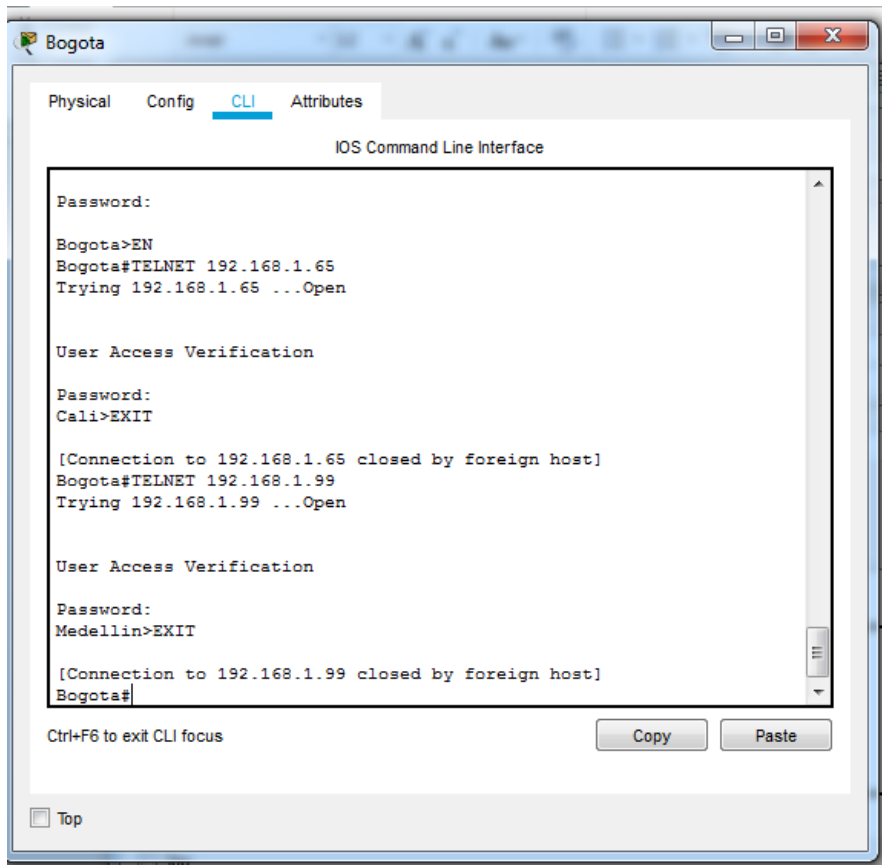 Bogota
Physical Config CLI Attributes
IOS Command Line Interface
Password:
Bogota>EN
Bogota#TELNET 192.168.1.65
Trying 192.168.1.65 ...Open
User Access Verification
Password:
Cali>EXIT
[Connection to 192.168.1.65 closed by foreign host]
Bogota#TELNET 192.168.1.99
Trying 192.168.1.99 ...Open
User Access Verification
Password:
Medellin>EXIT
[Connection to 192.168.1.99 closed by foreign host]
Bogota#
Ctrl+F6 to exit CLI focus
Copy Paste
Top